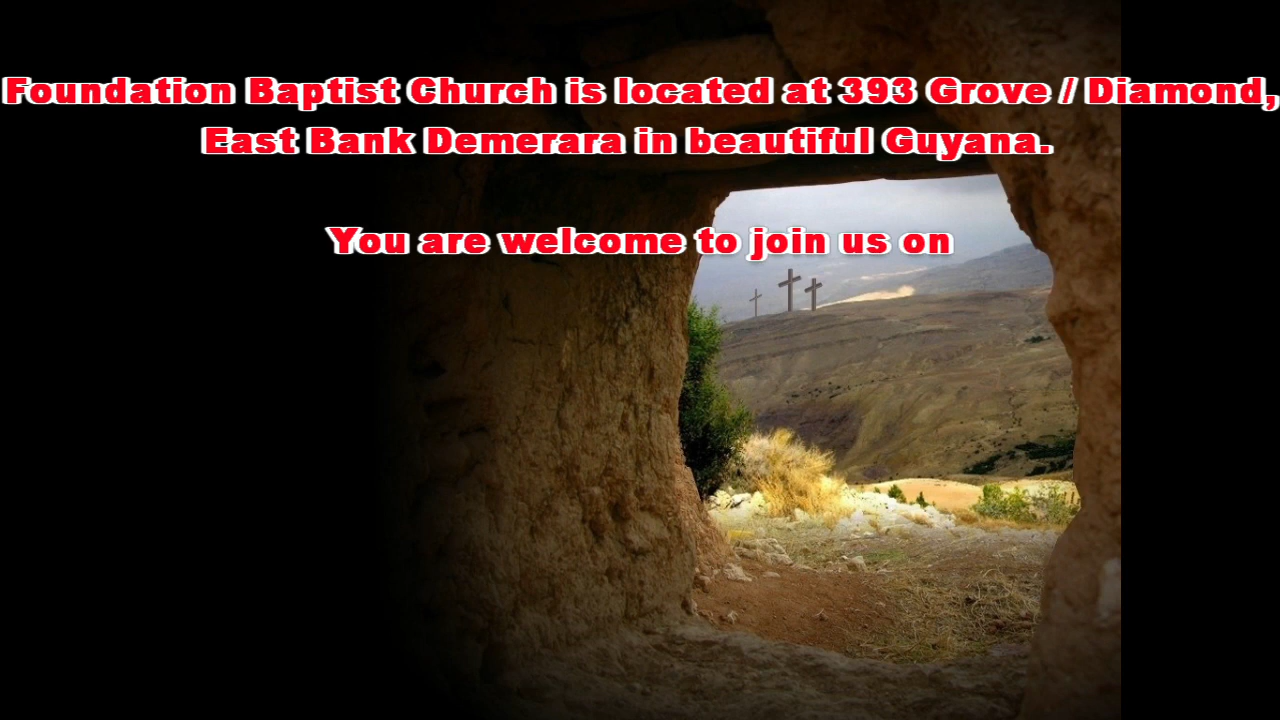 Foundation Baptist Church is located at 393 Grove / Diamond,
East Bank Demerara in beautiful Guyana.
You are welcome to join us on